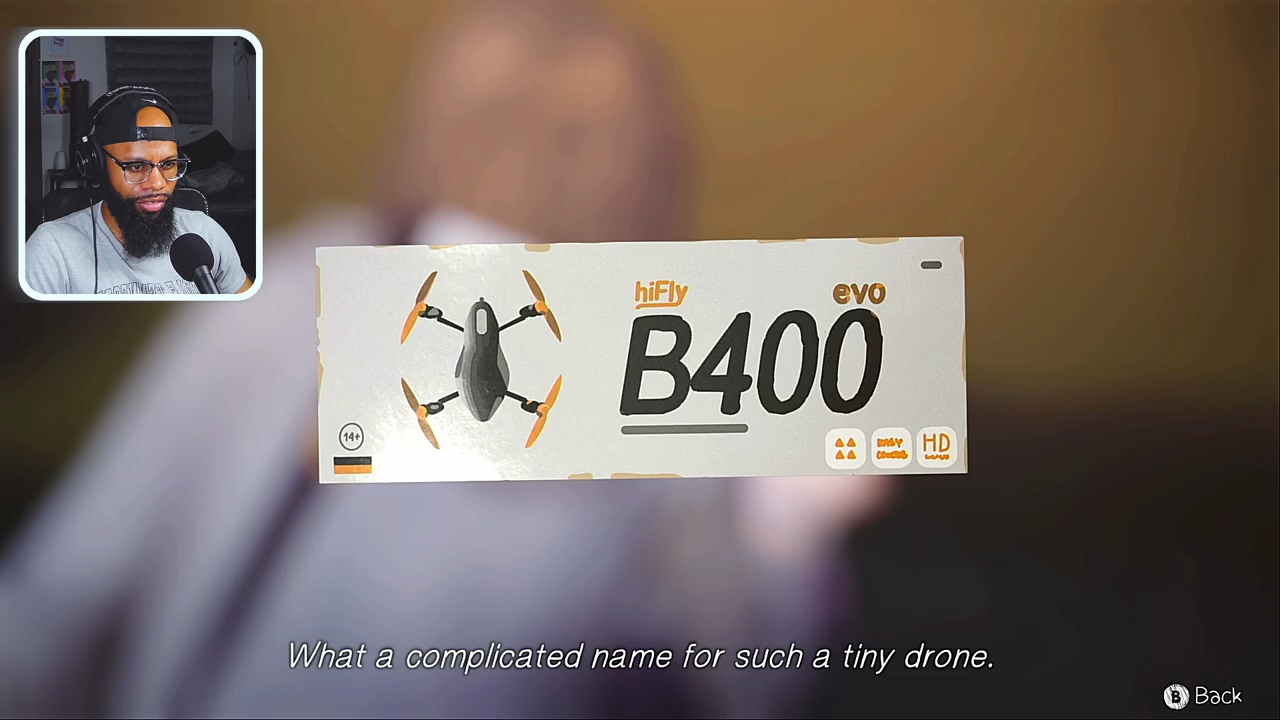 hiFly
evo
B400
14+
HD
What a complicated name for such a tiny drone.
B Back